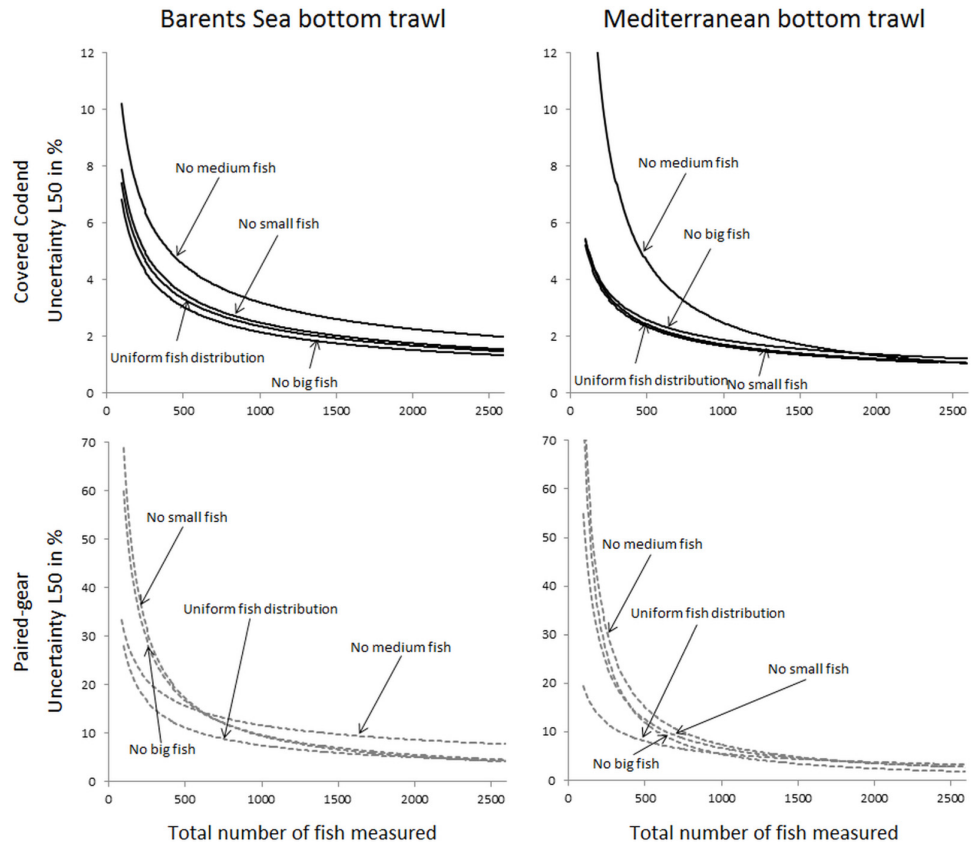 Barents Sea bottom trawl
Mediterranean bottom trawl
Covered Codend
Uncertainty L50 in %
12
10
8
6
4
2
0
0
500
1000
1500
2000
2500
No medium fish
No small fish
Uniform fish distribution
No big fish
12
10
8
6
4
2
0
0
500
1000
1500
2000
2500
No medium fish
No big fish
Uniform fish distribution
No small fish
Paired-gear
Uncertainty L50 in %
70
60
50
40
30
20
10
0
0
500
1000
1500
2000
2500
No small fish
Uniform fish distribution
No medium fish
No big fish
Total number of fish measured
70
60
50
40
30
20
10
0
0
500
1000
1500
2000
2500
No medium fish
Uniform fish distribution
No small fish
No big fish
Total number of fish measured